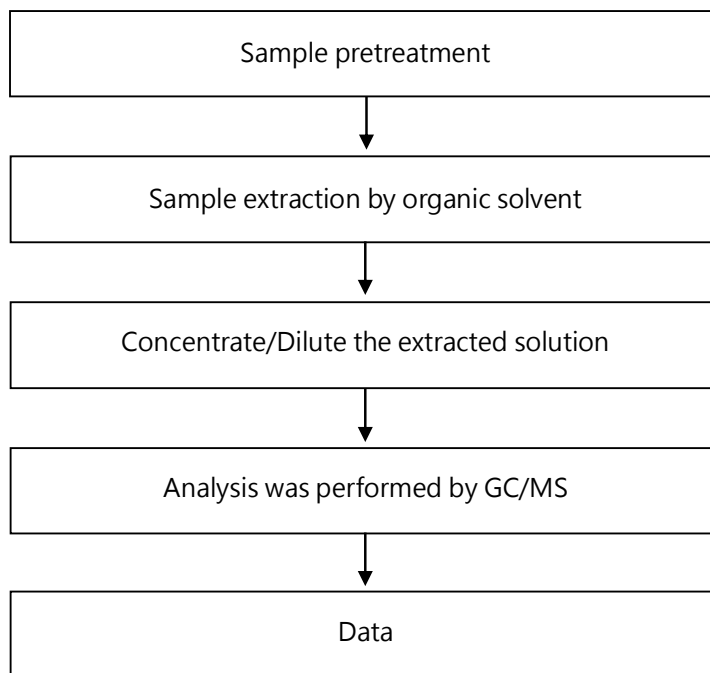 Sample pretreatment
Sample extraction by organic solvent
Concentrate/Dilute the extracted solution
Analysis was performed by GC/MS
Data